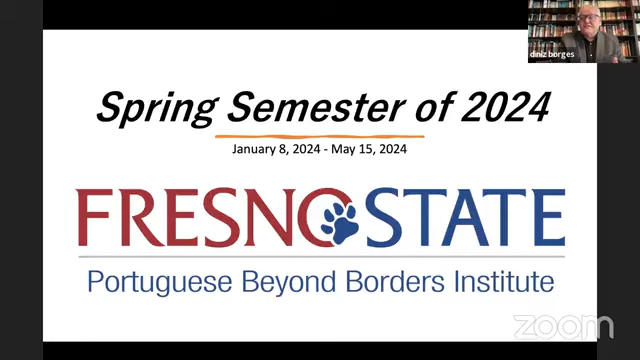 diniz borges
Spring Semester of 2024
January 8, 2024 - May 15, 2024
FRESNO STATE
Portuguese Beyond Borders Institute
zoom